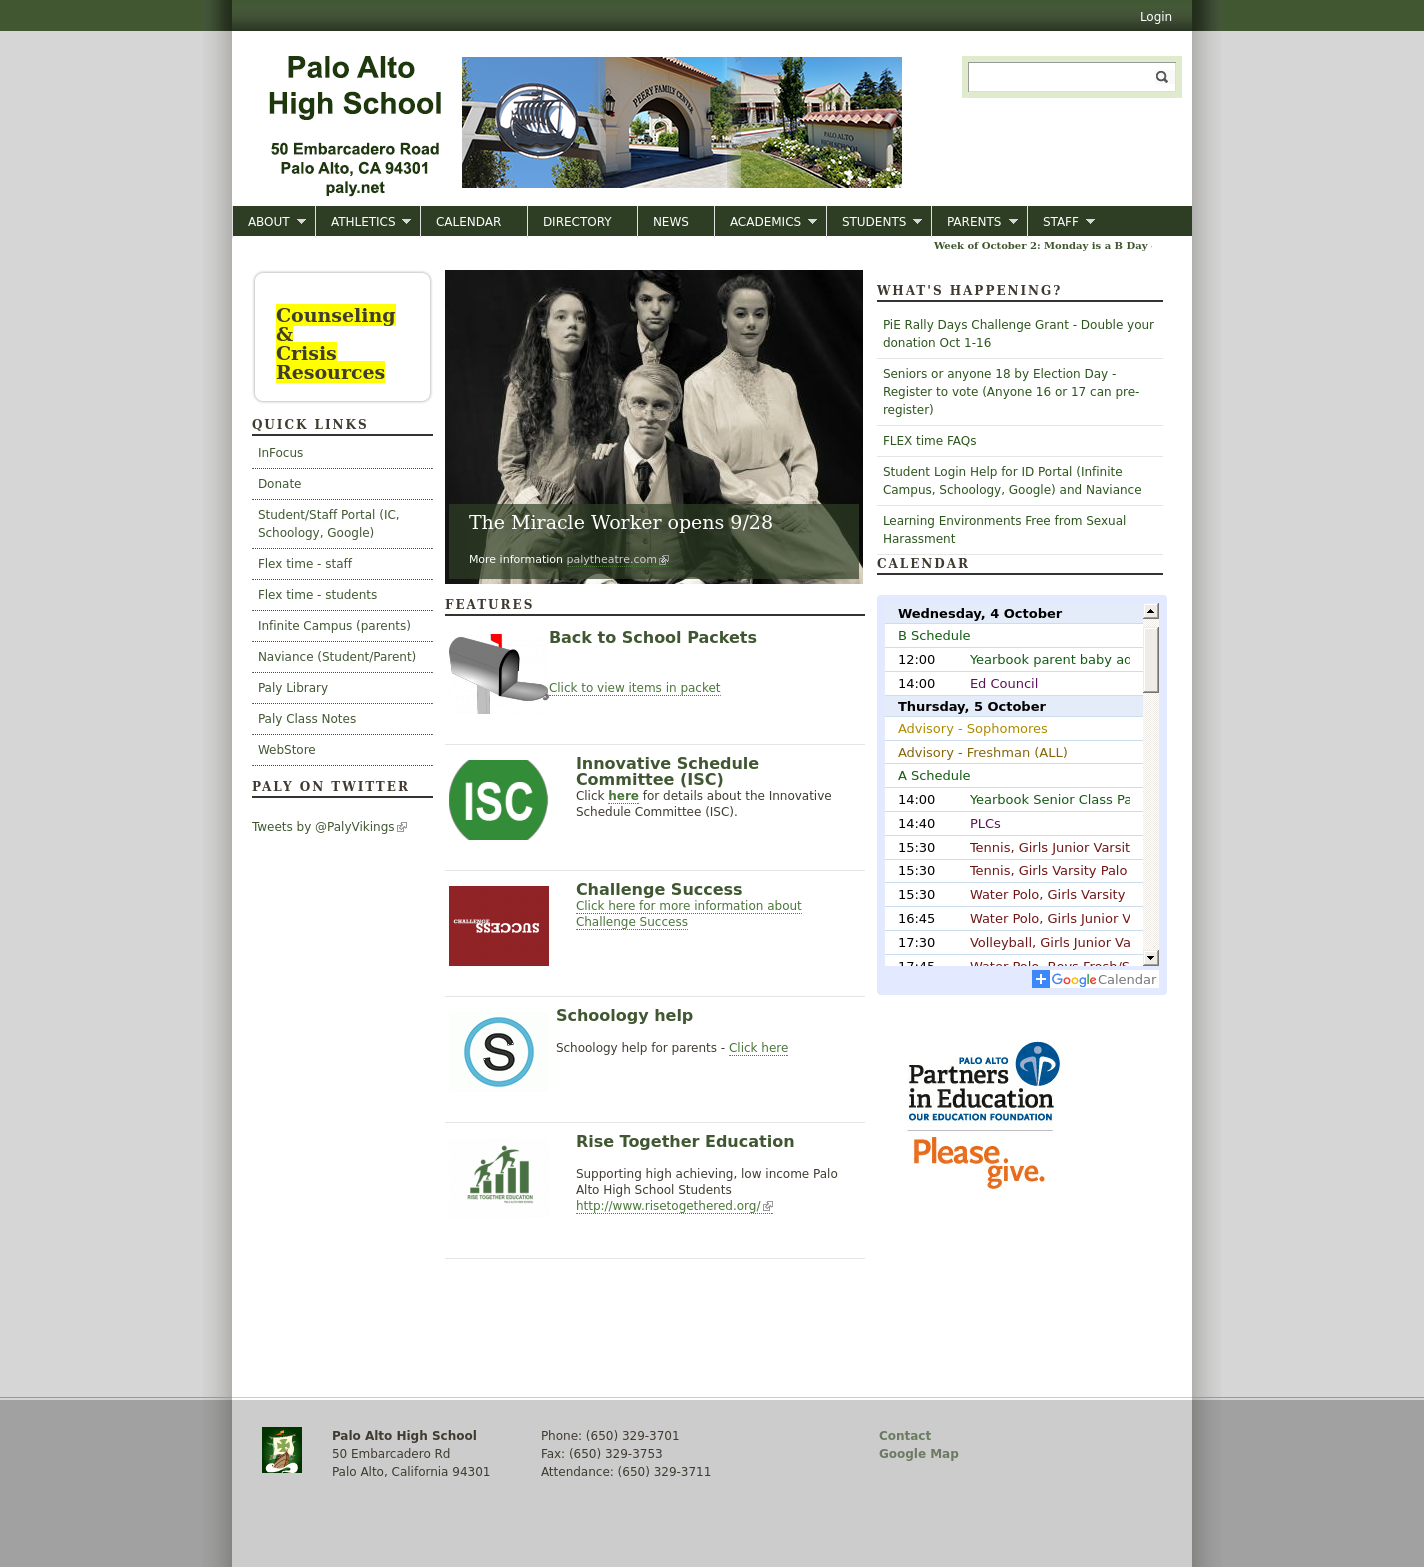 Login
Palo Alto
High School
50 Embarcadero Road
Palo Alto, CA 94301
paly.net
PEERY FAMILY CENTER
PALO ALTO
HIGH SCHOOL
ABOUT
ATHLETICS
CALENDAR
DIRECTORY
NEWS
ACADEMICS
STUDENTS
PARENTS
STAFF
Week of October 2: Monday is a B Day
Counseling
&
Crisis
Resources
QUICK LINKS
InFocus
Donate
Student/Staff Portal (IC,
Schoology, Google)
Flex time - staff
Flex time - students
Infinite Campus (parents)
Naviance (Student/Parent)
Paly Library
Paly Class Notes
WebStore
PALY ON TWITTER
Tweets by @PalyVikings
The Miracle Worker opens 9/28
More information palytheatre.com
FEATURES
Back to School Packets
Click to view items in packet
ISC
Innovative Schedule
Committee (ISC)
Click here for details about the Innovative
Schedule Committee (ISC).
CHALLENGE
SUCCESS
Challenge Success
Click here for more information about
Challenge Success
S
Schoology help
Schoology help for parents - Click here
RISE TOGETHER EDUCATION
Rise Together Education
Supporting high achieving, low income Palo
Alto High School Students
http://www.risetogethered.org/
WHAT'S HAPPENING?
PiE Rally Days Challenge Grant - Double your
donation Oct 1-16
Seniors or anyone 18 by Election Day -
Register to vote (Anyone 16 or 17 can pre-
register)
FLEX time FAQs
Student Login Help for ID Portal (Infinite
Campus, Schoology, Google) and Naviance
Learning Environments Free from Sexual
Harassment
CALENDAR
Wednesday, 4 October
B Schedule
12:00 Yearbook parent baby ad
14:00 Ed Council
Thursday, 5 October
Advisory - Sophomores
Advisory - Freshman (ALL)
A Schedule
14:00 Yearbook Senior Class Pa
14:40 PLCs
15:30 Tennis, Girls Junior Varsit
15:30 Tennis, Girls Varsity Palo
15:30 Water Polo, Girls Varsity
16:45 Water Polo, Girls Junior V
17:30 Volleyball, Girls Junior Va
17:45 Water Polo, Boys Frosh/S
Google Calendar
PALO ALTO
Partners
in Education
OUR EDUCATION FOUNDATION
Please
give.
Palo Alto High School
50 Embarcadero Rd
Palo Alto, California 94301
Phone: (650) 329-3701
Fax: (650) 329-3753
Attendance: (650) 329-3711
Contact
Google Map